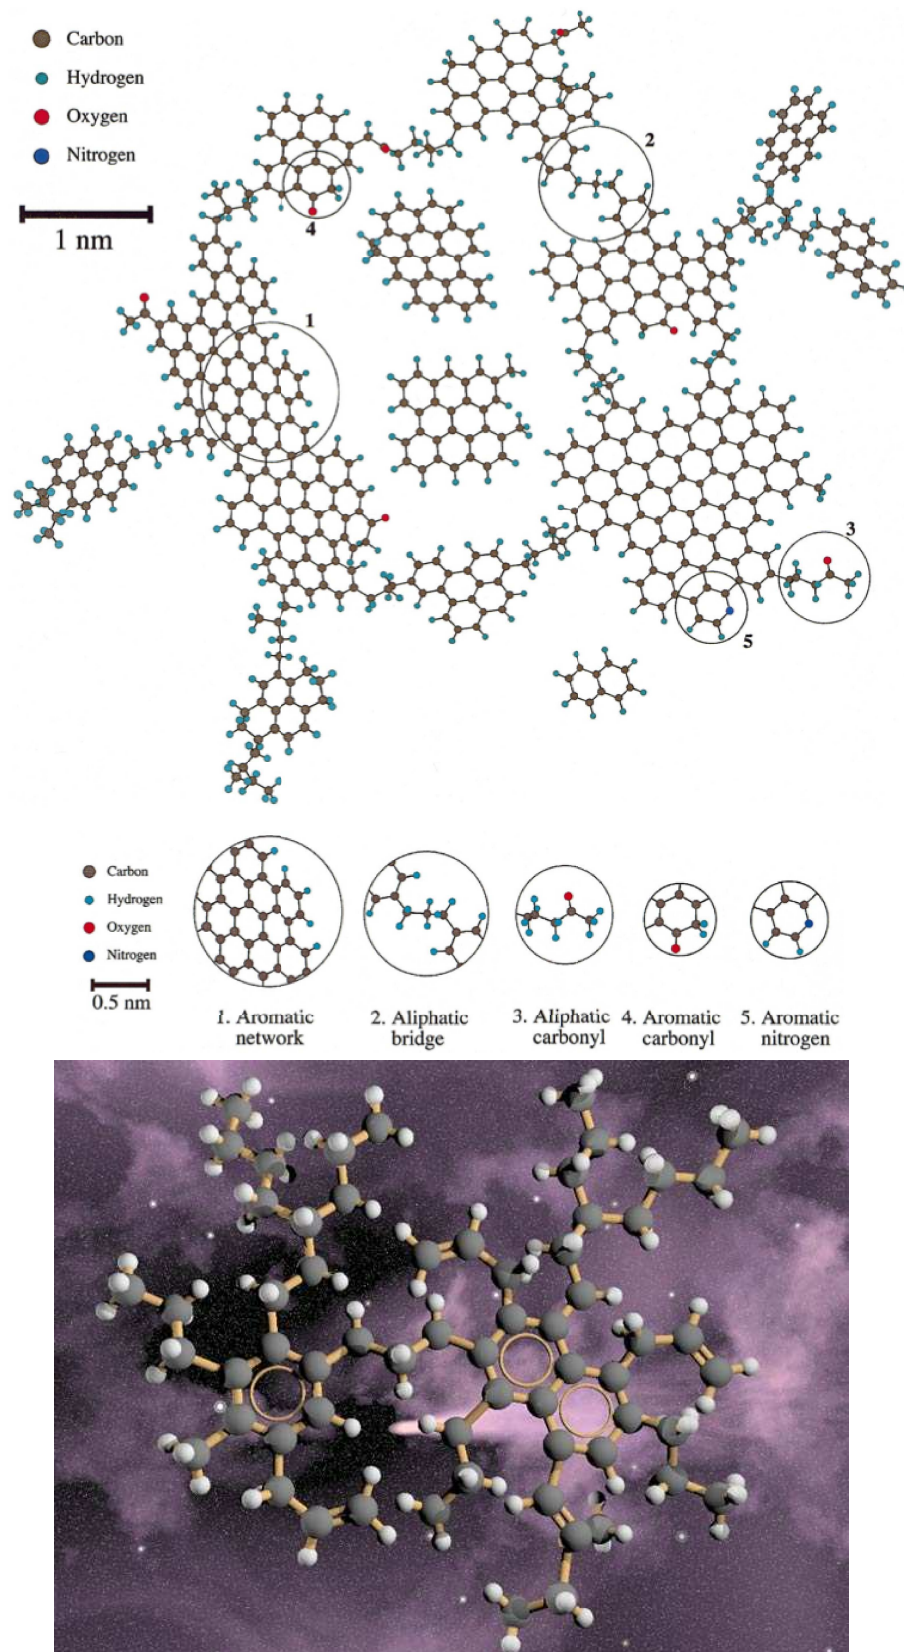 Carbon
Hydrogen
Oxygen
Nitrogen
1 nm
2
4
1
3
5
Carbon
Hydrogen
Oxygen
Nitrogen
0.5 nm
1. Aromatic
network
2. Aliphatic
bridge
3. Aliphatic
carbonyl
4. Aromatic
carbonyl
5. Aromatic
nitrogen